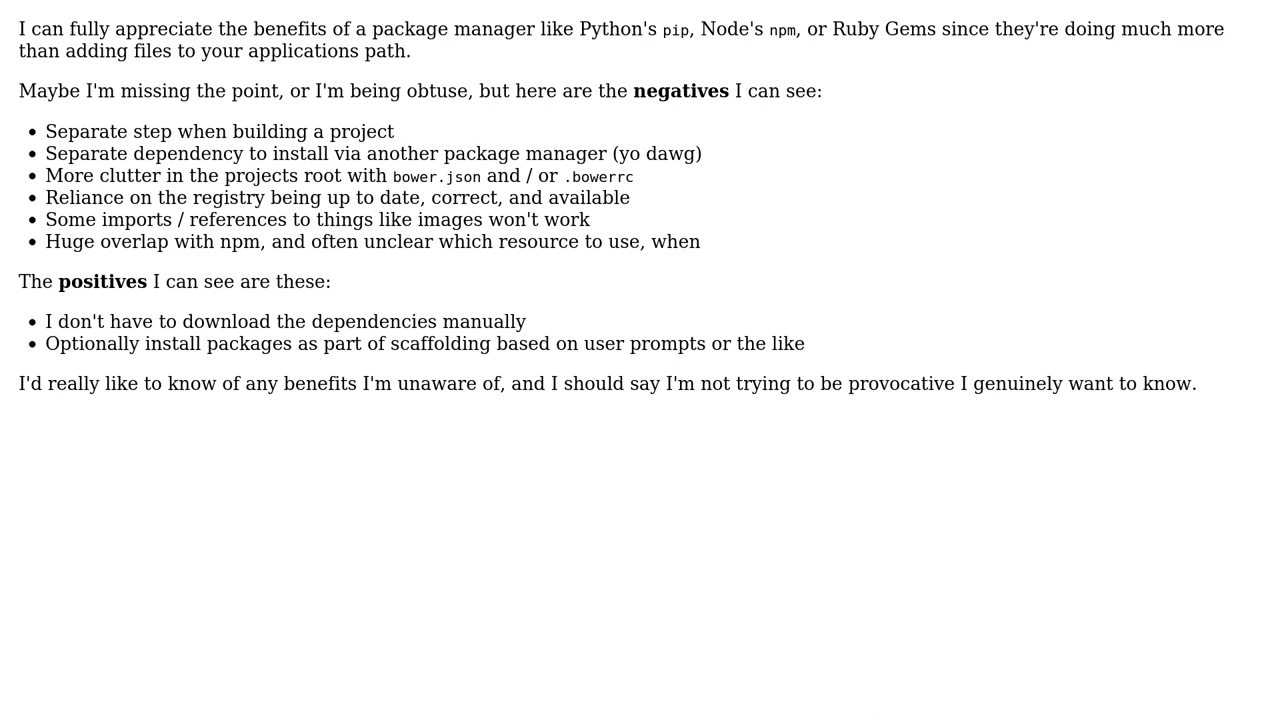 I can fully appreciate the benefits of a package manager like Python's pip, Node's npm, or Ruby Gems since they're doing much more
than adding files to your applications path.
Maybe I'm missing the point, or I'm being obtuse, but here are the negatives I can see:
• Separate step when building a project
• Separate dependency to install via another package manager (yo dawg)
• More clutter in the projects root with bower.json and / or .bowerrc
• Reliance on the registry being up to date, correct, and available
• Some imports / references to things like images won't work
• Huge overlap with npm, and often unclear which resource to use, when
The positives I can see are these:
• I don't have to download the dependencies manually
• Optionally install packages as part of scaffolding based on user prompts or the like
I'd really like to know of any benefits I'm unaware of, and I should say I'm not trying to be provocative I genuinely want to know.